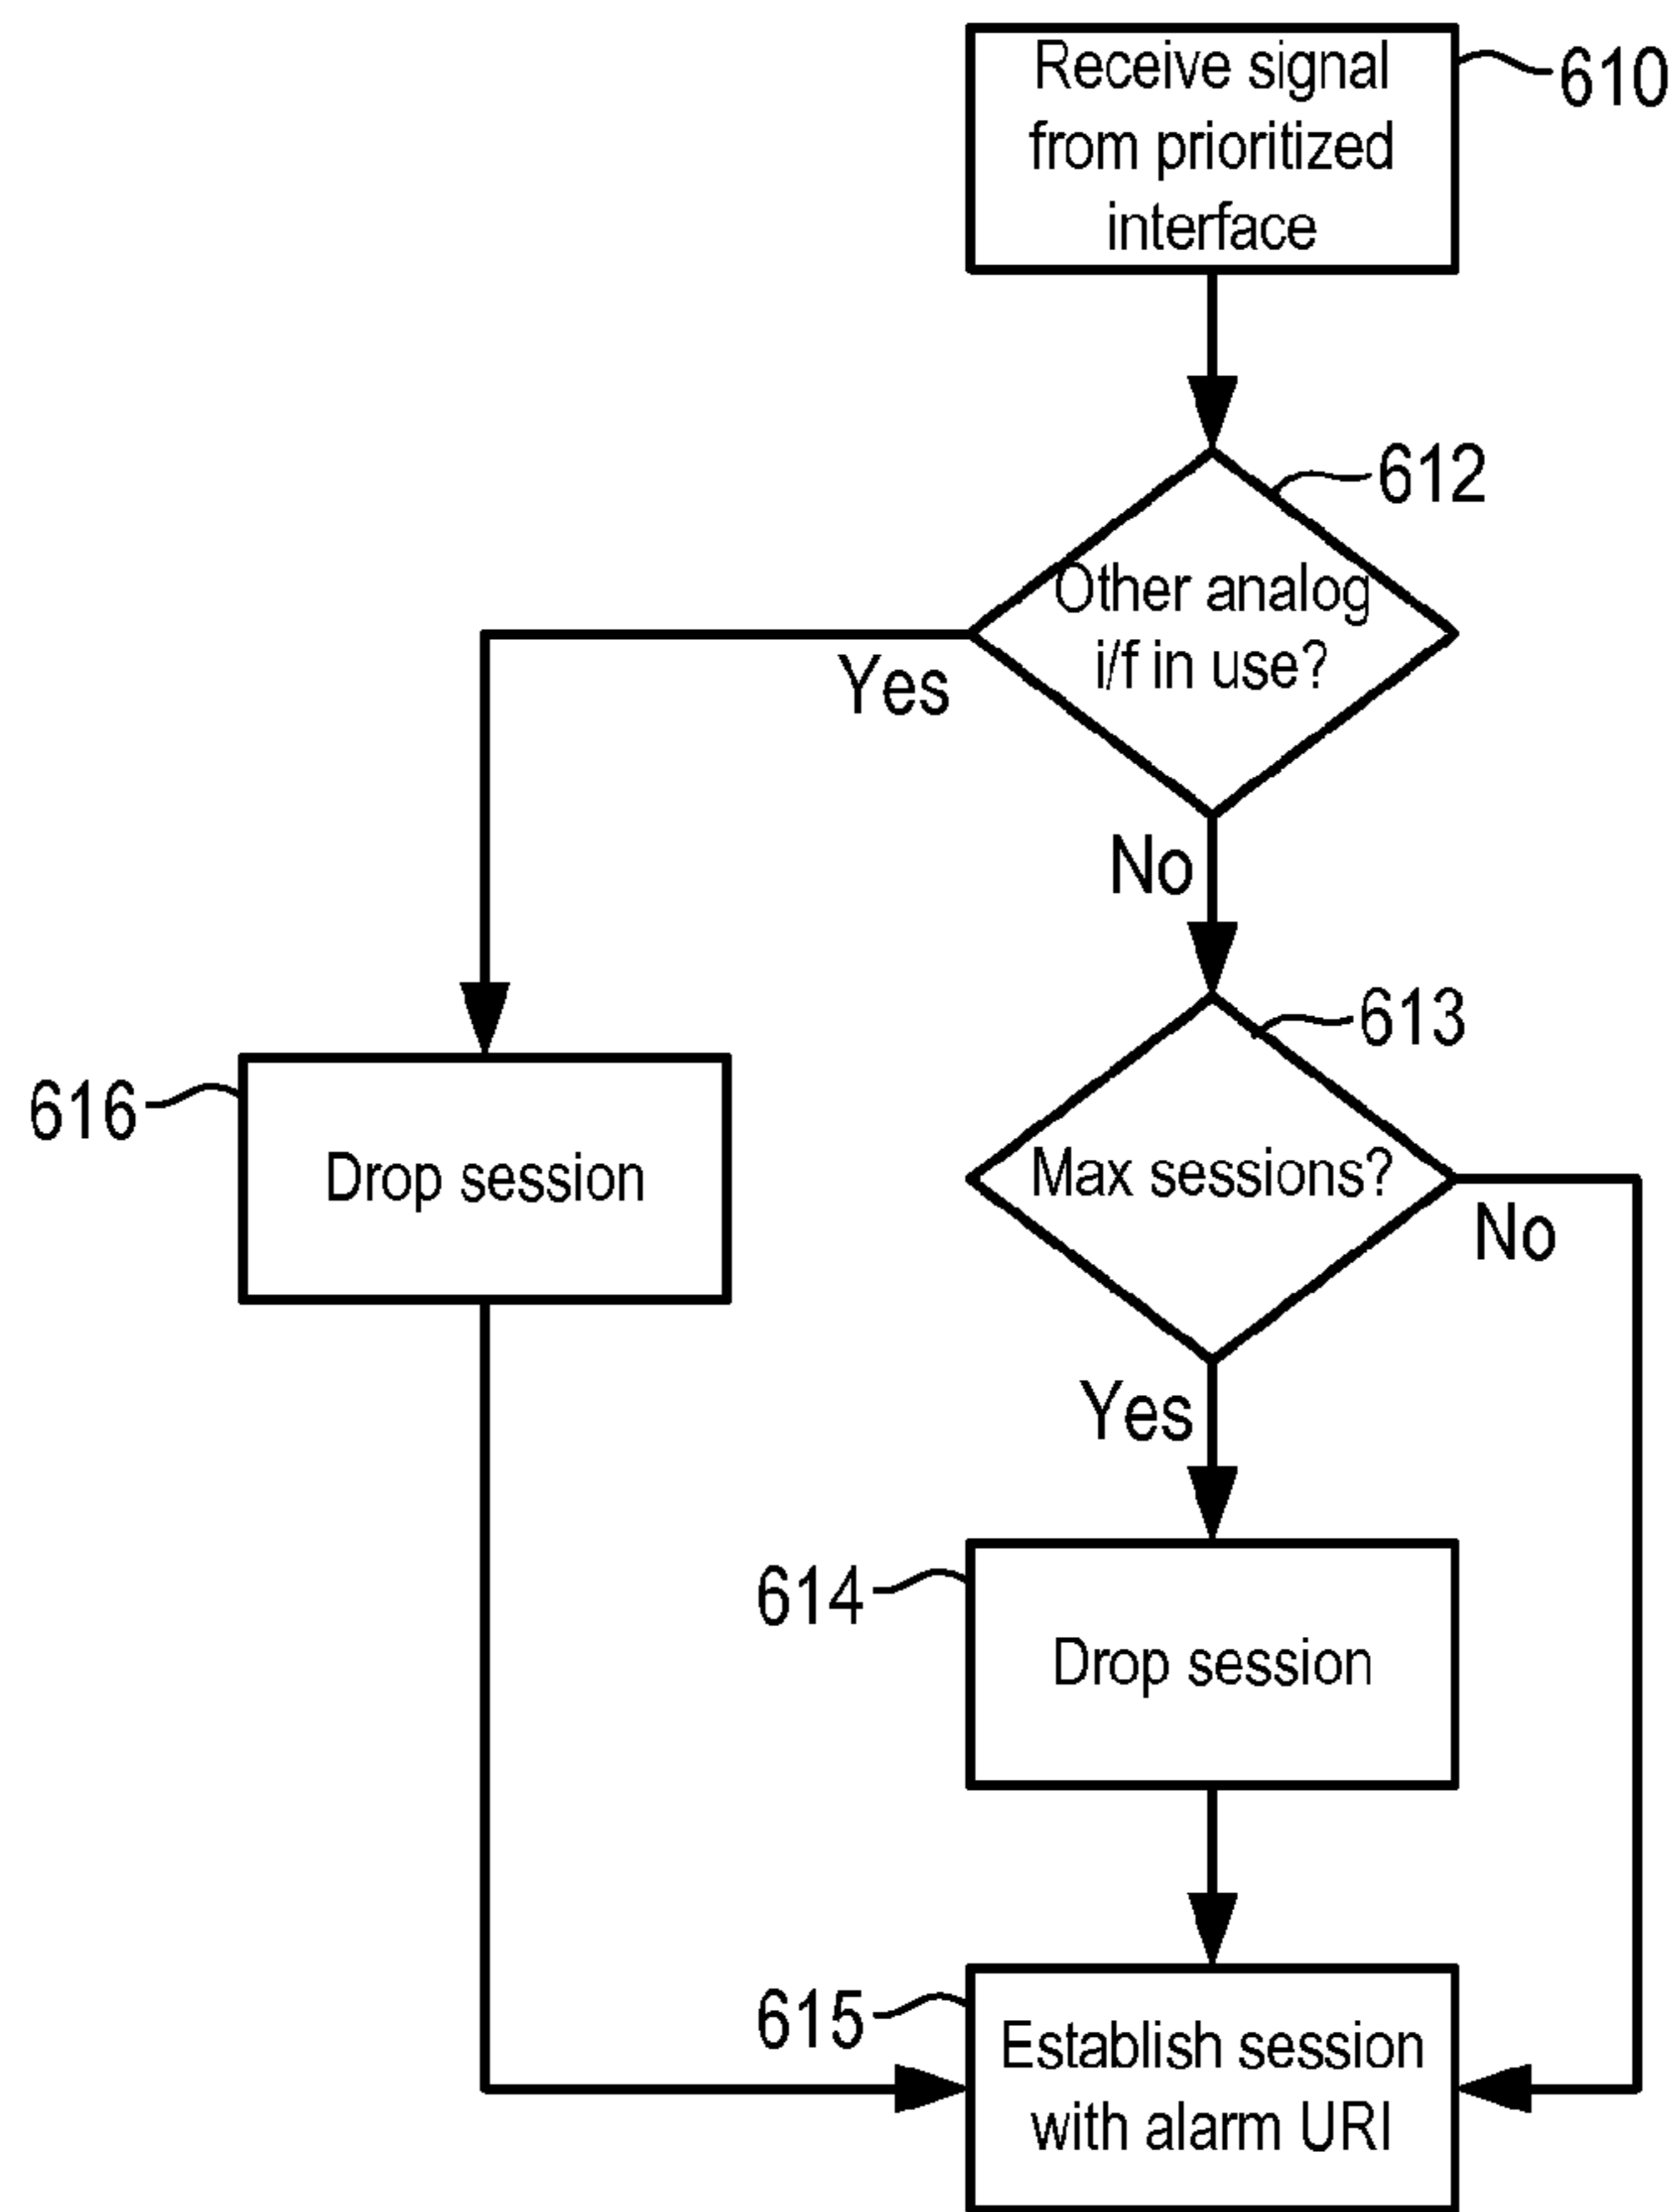 Receive signal
from prioritized
interface
610
612
Other analog
i/f in use?
Yes
No
613
616
Drop session
Max sessions?
No
Yes
614
Drop session
615
Establish session
with alarm URI